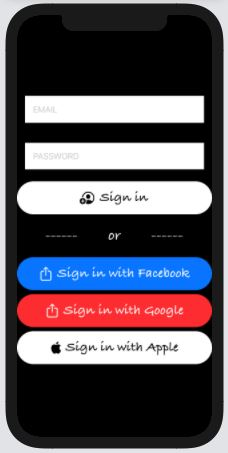 EMAIL
PASSWORD
Sign in
------ or ------
Sign in with Facebook
Sign in with Google
Sign in with Apple